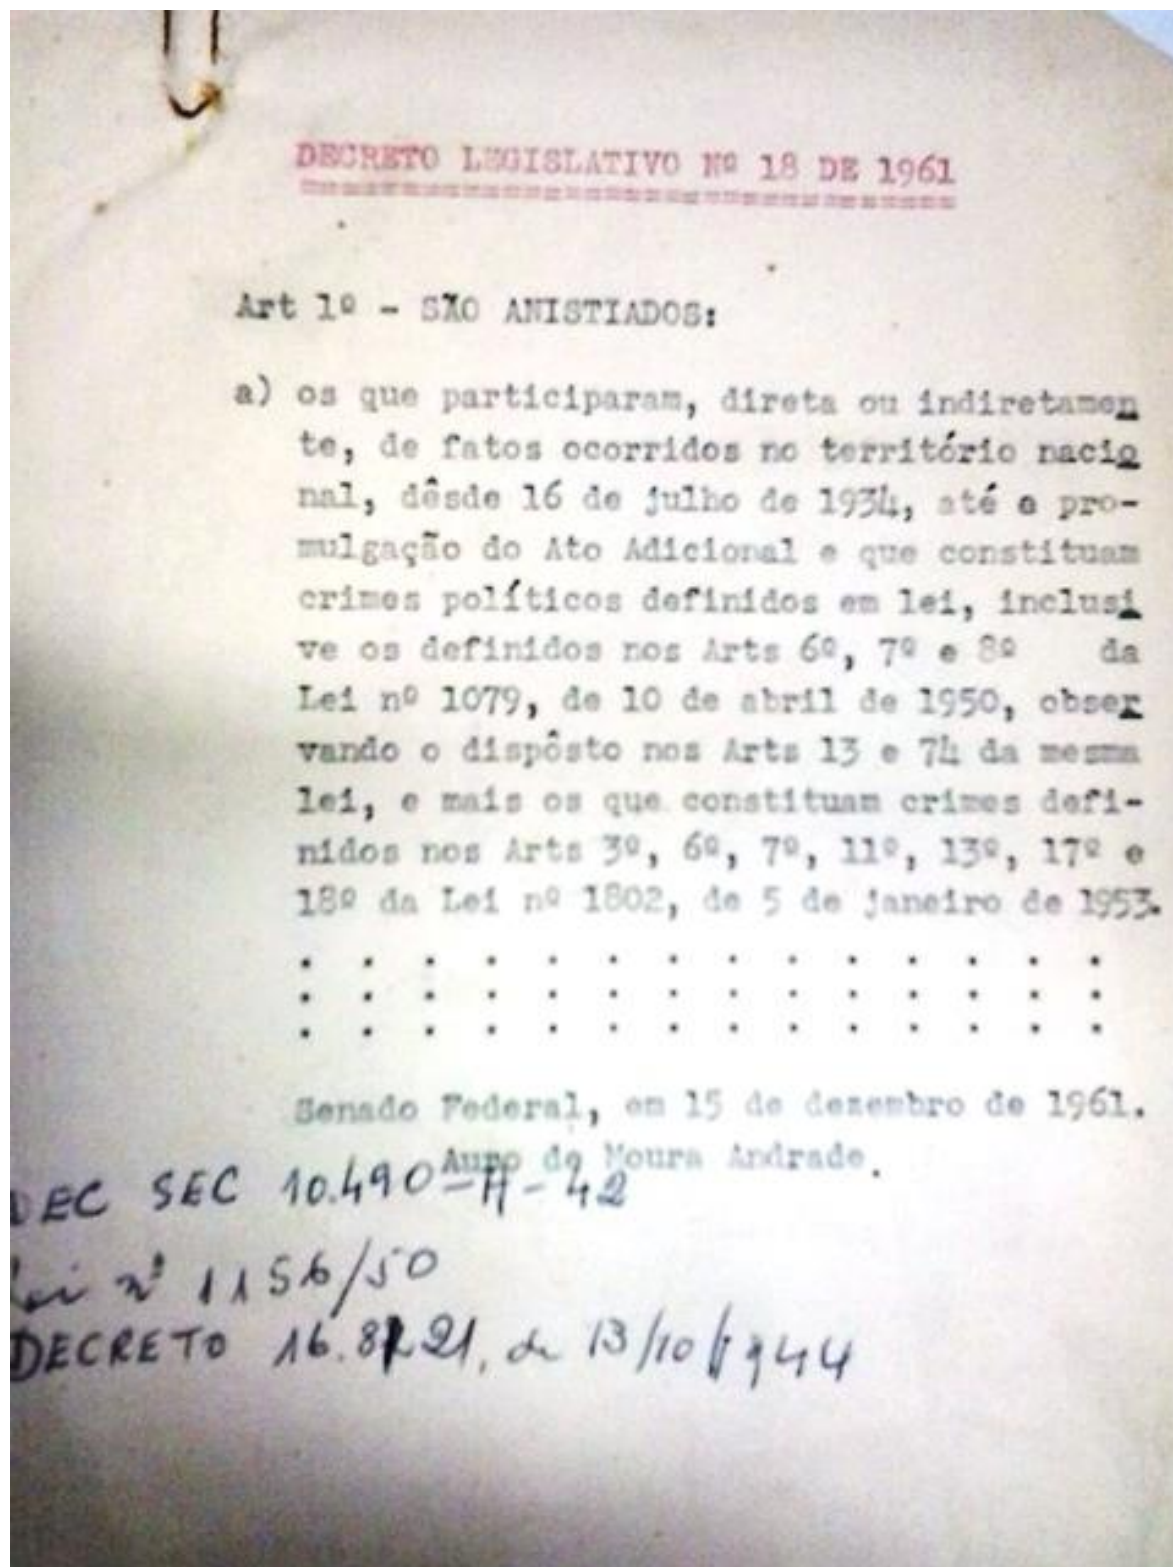 DECRETO LEGISLATIVO Nº 18 DE 1961
Art 1º - SÃO ANISTIADOS:
a) os que participaram, direta ou indiretamen
te, de fatos ocorridos no território nacio
nal, dêsde 16 de julho de 1934, até a pro-
mulgação do Ato Adicional e que constituam
crimes políticos definidos em lei, inclusi
ve os definidos nos Arts 6º, 7º e 8º da
Lei nº 1079, de 10 de abril de 1950, obser
vando o dispôsto nos Arts 13 e 74 da mesma
lei, e mais os que constituam crimes defi-
nidos nos Arts 3º, 6º, 7º, 11º, 13º, 17º e
18º da Lei nº 1802, de 5 de janeiro de 1953.
. . . . . . . . . . . . . .
. . . . . . . . . . . . . .
. . . . . . . . . . . . . .
Senado Federal, em 15 de dezembro de 1961.
Auro de Moura Andrade.
DEC SEC 10.490-A-42
Lei nº 1156/50
DECRETO de 13/10/1944